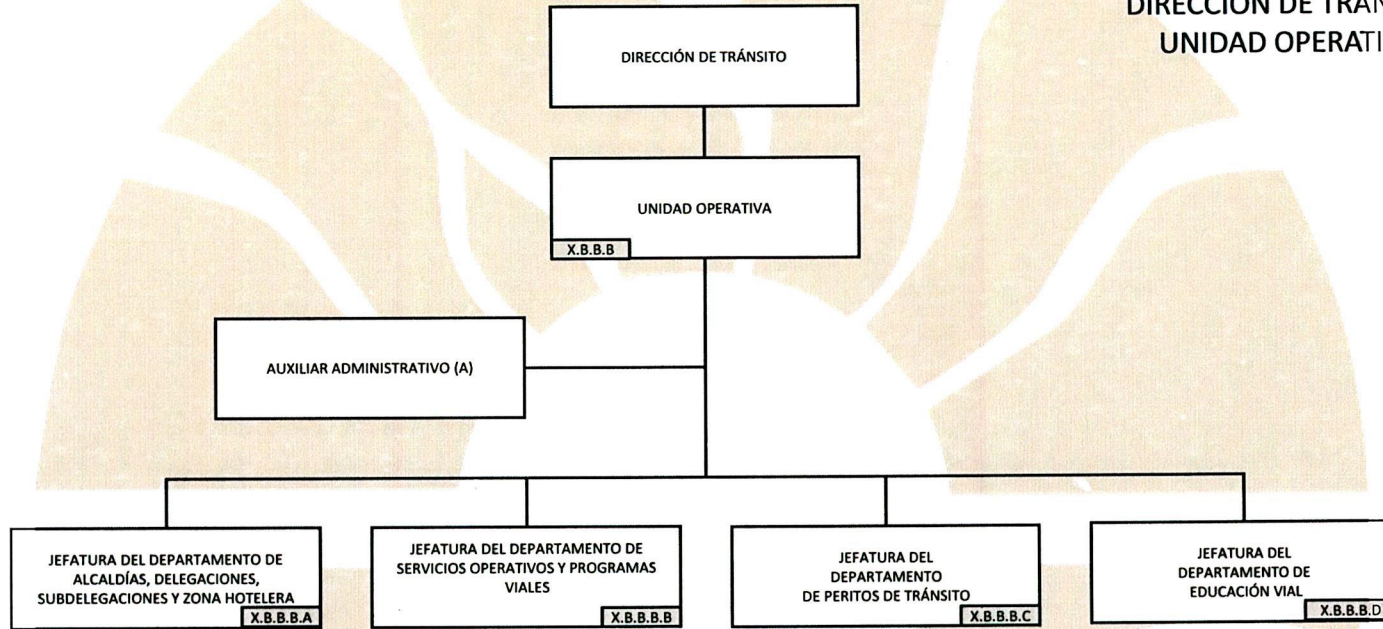 DIRECCIÓN DE TRÁN
UNIDAD OPERATI
DIRECCIÓN DE TRÁNSITO
UNIDAD OPERATIVA
X.B.B.B
AUXILIAR ADMINISTRATIVO (A)
JEFATURA DEL DEPARTAMENTO DE
ALCALDÍAS, DELEGACIONES,
SUBDELEGACIONES Y ZONA HOTELERA
X.B.B.B.A
JEFATURA DEL DEPARTAMENTO DE
SERVICIOS OPERATIVOS Y PROGRAMAS
VIALES
X.B.B.B.B
JEFATURA DEL
DEPARTAMENTO
DE PERITOS DE TRÁNSITO
X.B.B.B.C
JEFATURA DEL
DEPARTAMENTO DE
EDUCACIÓN VIAL
X.B.B.B.D